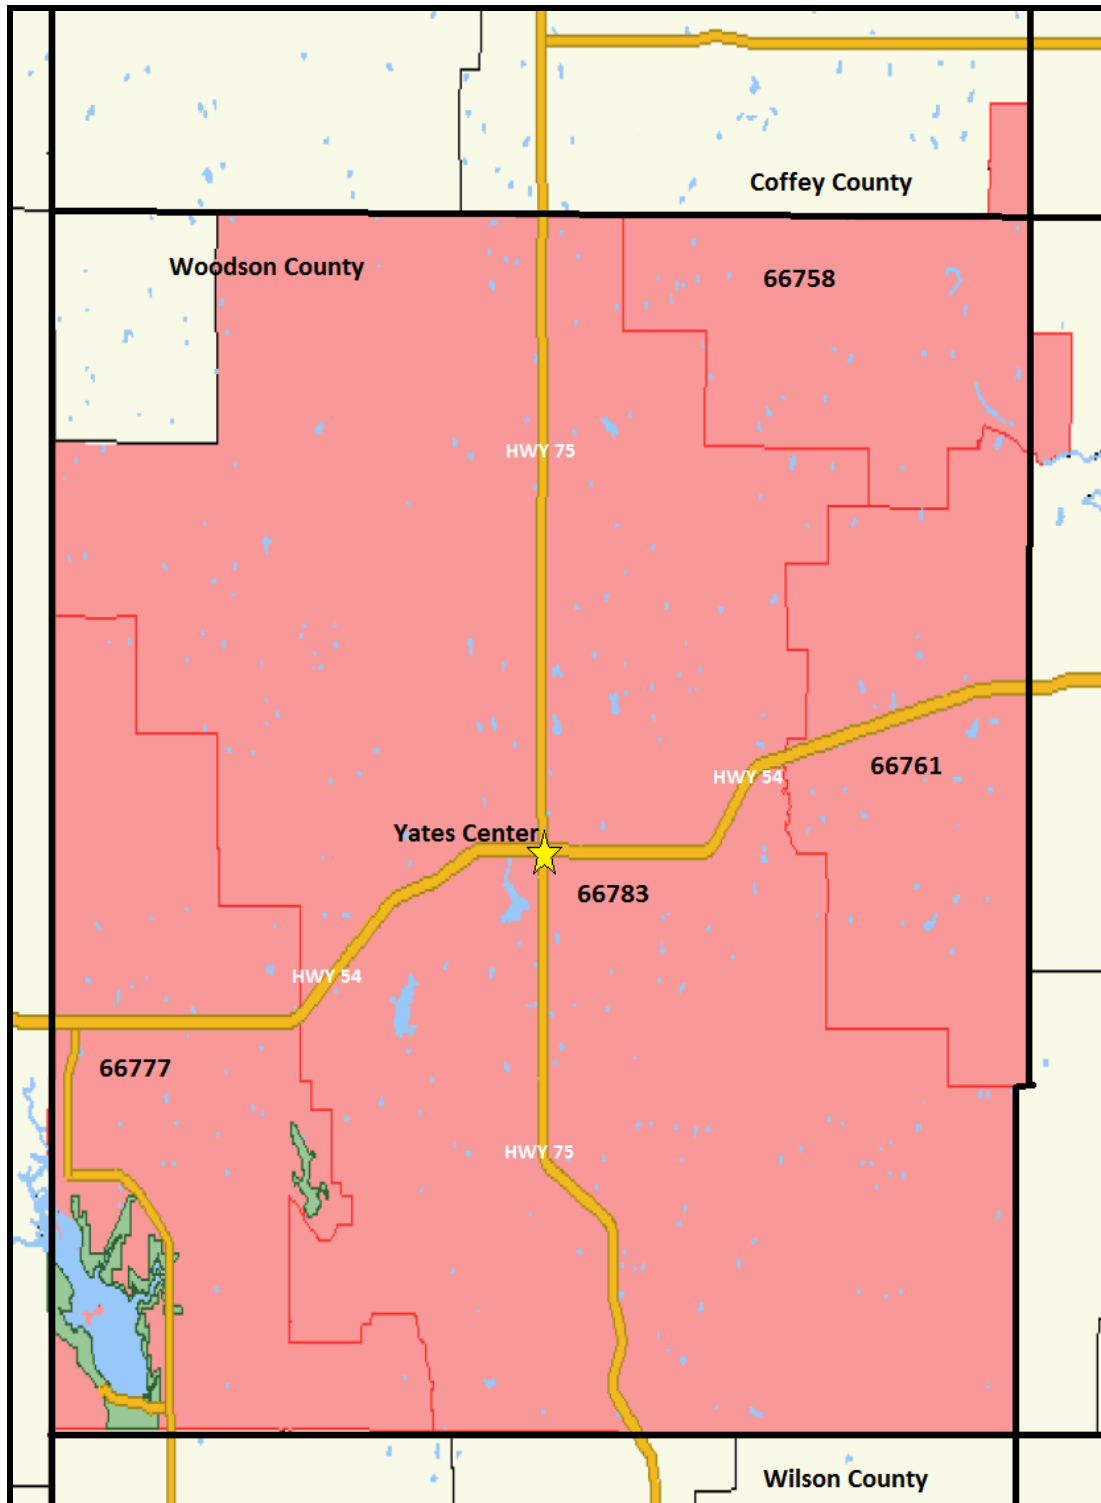 Coffey County
Woodson County
66758
HWY 75
66761
HWY 54
Yates Center
66783
HWY 54
66777
HWY 75
Wilson County